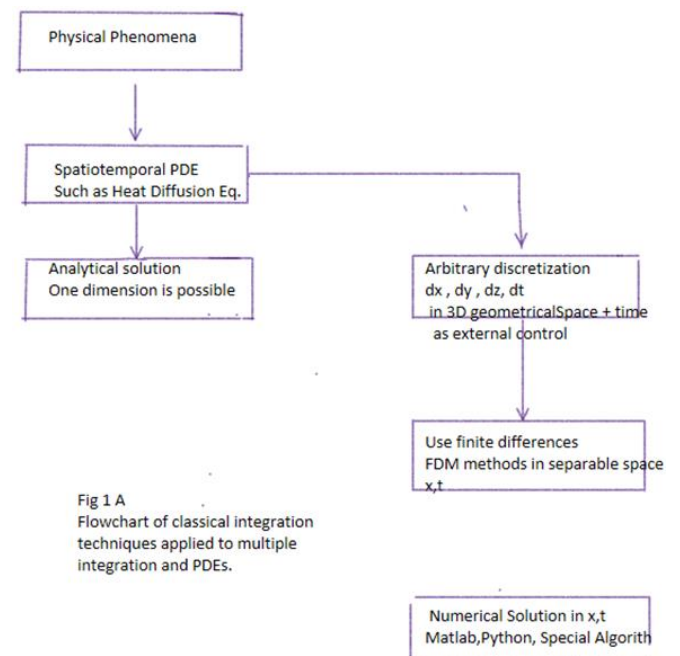 Physical Phenomena
Spatiotemporal PDE
Such as Heat Diffusion Eq.
Analytical solution
One dimension is possible
Arbitrary discretization
dx , dy , dz, dt
in 3D geometricalSpace + time
as external control
Use finite differences
FDM methods in separable space
x,t
Fig 1 A
Flowchart of classical integration
techniques applied to multiple
integration and PDEs.
Numerical Solution in x,t
Matlab,Python, Special Algorith